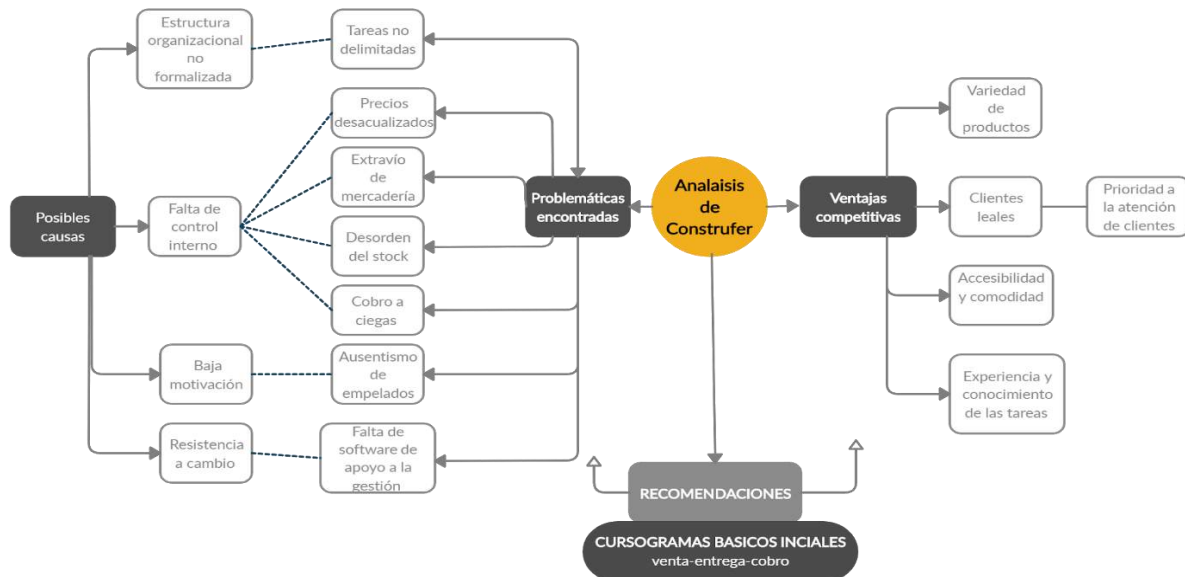 Estructura
organizacional
no
formalizada
Tareas no
delimitadas
Precios
desacualizados
Extravío
de
mercadería
Desorden
del stock
Cobro a
ciegas
Ausentismo
de
empelados
Falta de
software de
apoyo a la
gestión
Posibles
causas
Falta de
control
interno
Baja
motivación
Resistencia
a cambio
Problemáticas
encontradas
Analaisis
de
Construfer
Ventajas
competitivas
Variedad
de
productos
Clientes
leales
Prioridad a
la atención
de clientes
Accesibilidad
y comodidad
Experiencia y
conocimiento
de las tareas
RECOMENDACIONES
CURSOGRAMAS BASICOS INCIALES
venta-entrega-cobro